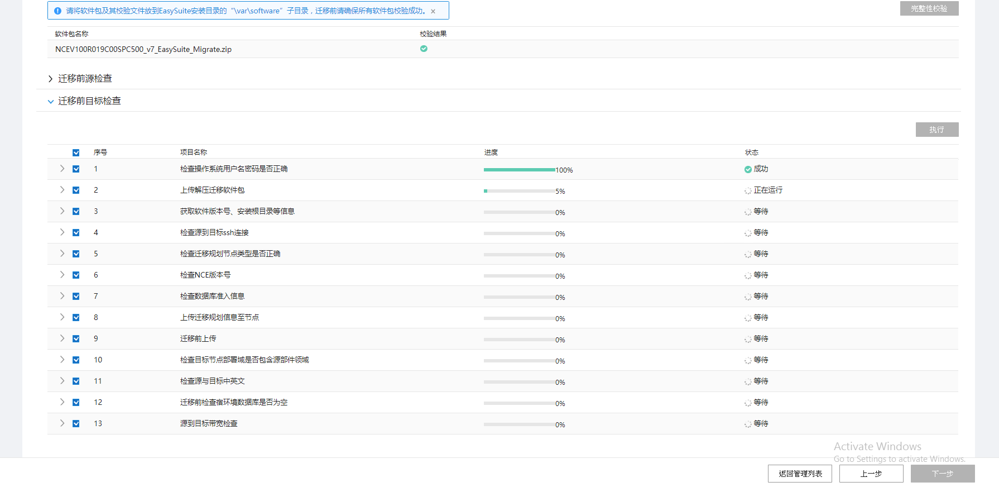 请将软件包及其校验文件放到EasySuite安装目录的“\var\software”子目录，迁移前请确保所有软件包校验成功。 ×
完整性校验
软件包名称 校验结果
NCEV100R019C00SPC500_v7_EasySuite_Migrate.zip
迁移前源检查
迁移前目标检查
执行
序号 项目名称 进度 状态
1 检查操作系统用户名密码是否正确 100% 成功
2 上传解压迁移软件包 5% 正在运行
3 获取软件版本号、安装根目录等信息 0% 等待
4 检查源到目标ssh连接 0% 等待
5 检查迁移规划节点类型是否正确 0% 等待
6 检查NCE版本号 0% 等待
7 检查数据库准入信息 0% 等待
8 上传迁移规划信息至节点 0% 等待
9 迁移前上传 0% 等待
10 检查目标节点部署域是否包含源部件领域 0% 等待
11 检查源与目标中英文 0% 等待
12 迁移前检查宿环境数据库是否为空 0% 等待
13 源到目标带宽检查 0% 等待
Activate Windows
Go to Settings to activate Windows.
返回管理列表 上一步 下一步